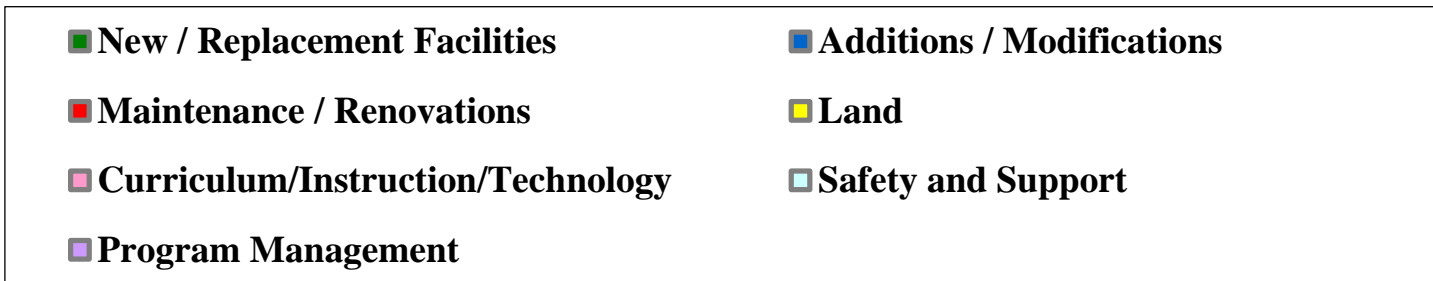 New / Replacement Facilities
Additions / Modifications
Maintenance / Renovations
Land
Curriculum/Instruction/Technology
Safety and Support
Program Management